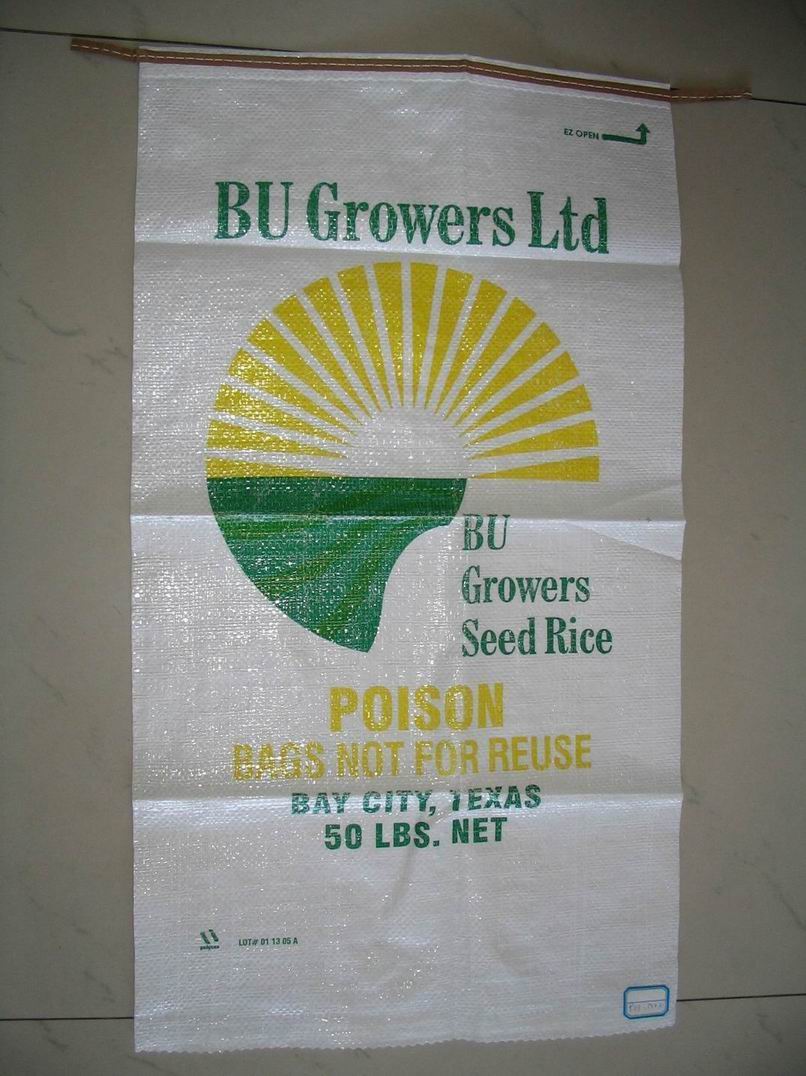 EZ OPEN
BU Growers Ltd
BU
Growers
Seed Rice
POISON
BAGS NOT FOR REUSE
BAY CITY, TEXAS
50 LBS. NET
LOT# 01 13 05 A